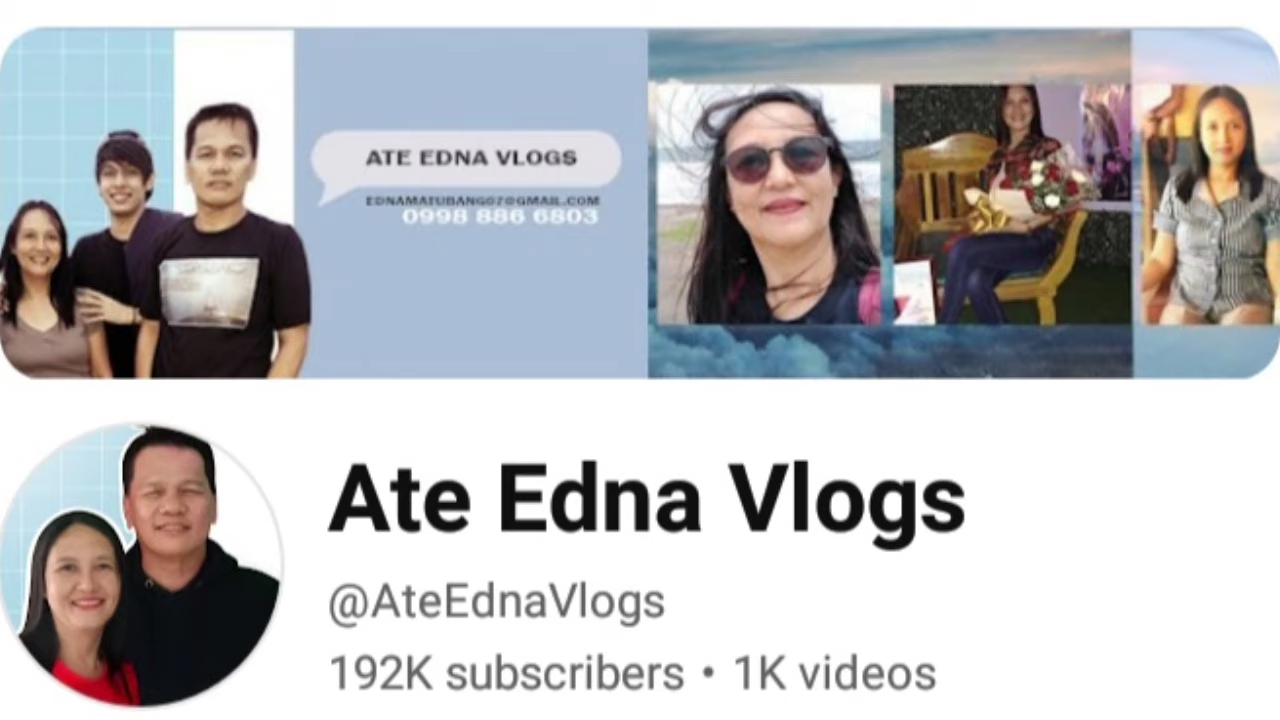 ATE EDNA VLOGS
EDNAMATUBANG07@GMAIL.COM
0998 886 6803
Ate Edna Vlogs
@AteEdnaVlogs
192K subscribers • 1K videos